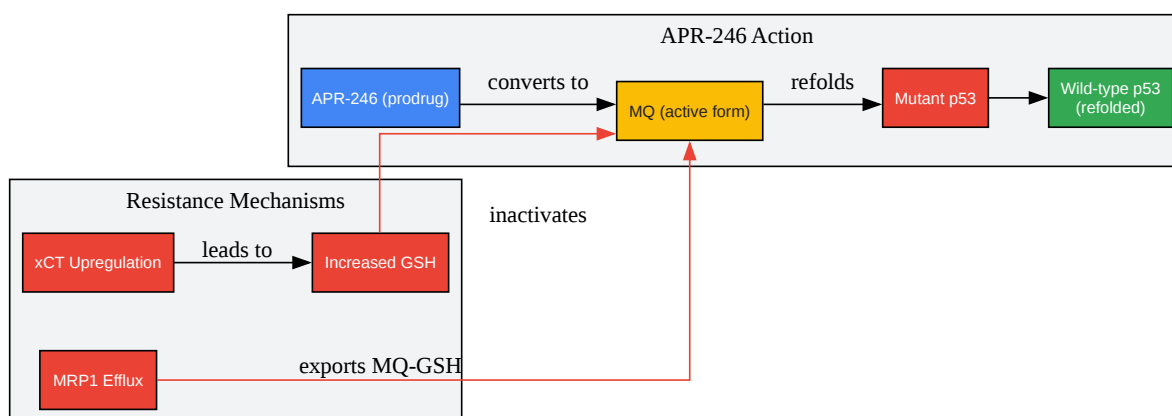 APR-246 Action
APR-246 (prodrug)
converts to
MQ (active form)
refolds
Mutant p53
Wild-type p53
(refolded)
Resistance Mechanisms
inactivates
xCT Upregulation
leads to
Increased GSH
MRP1 Efflux
exports MQ-GSH